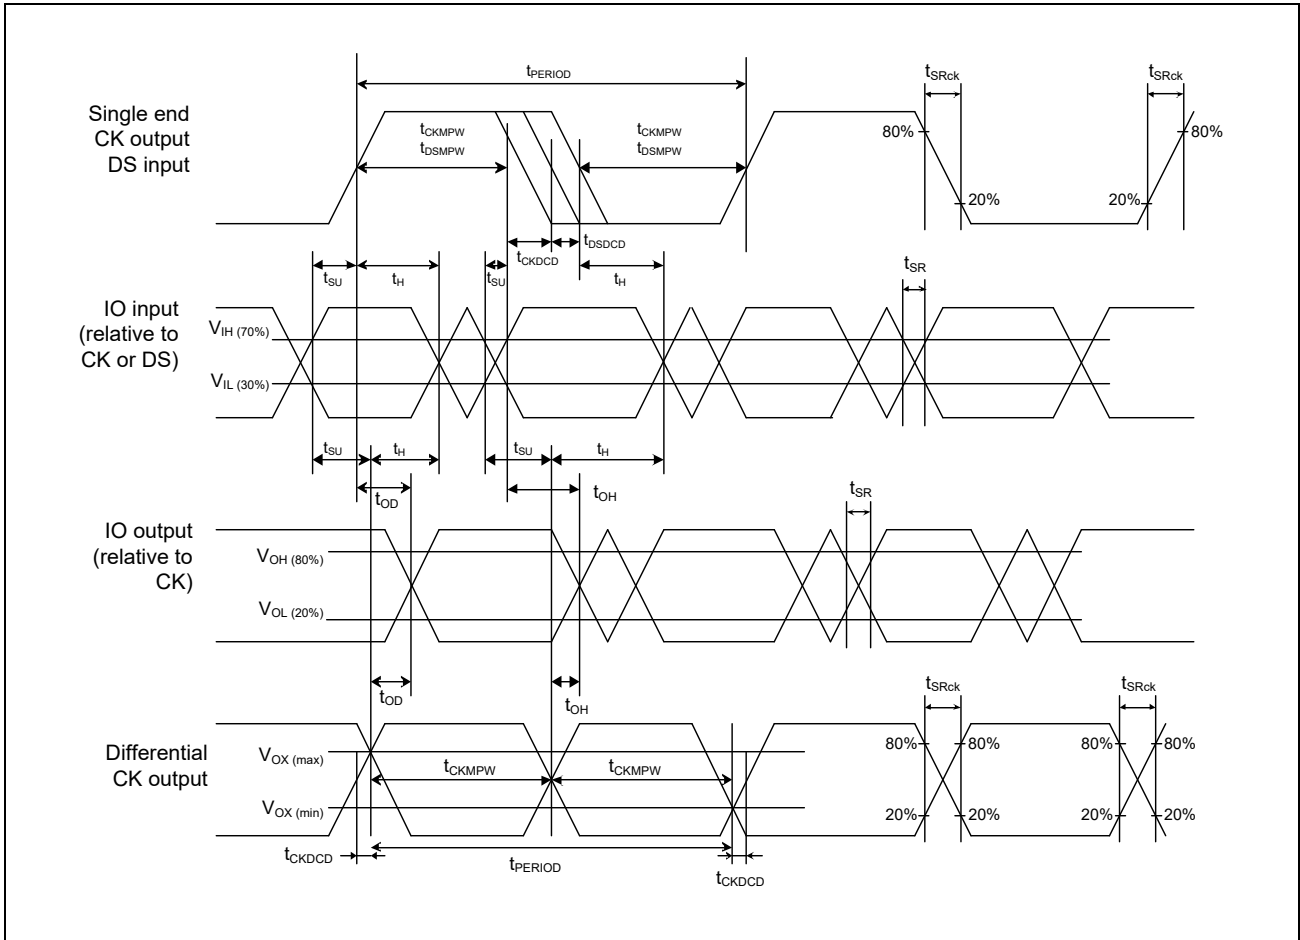 tPERIOD
tSRck
tSRck
Single end
CK output
DS input
tCKMPW
tDSMPW
tCKMPW
tDSMPW
80%
80%
20%
20%
tDSDCD
tCKDCD
tSU
tH
tSU
tH
tSR
IO input
(relative to
CK or DS)
VIH (70%)
VIL (30%)
tSU
tH
tSU
tH
tOD
tOH
tSR
IO output
(relative to
CK)
VOH (80%)
VOL (20%)
tOD
tOH
tSRck
tSRck
Differential
CK output
VOX (max)
80%
80%
80%
80%
tCKMPW
tCKMPW
VOX (min)
20%
20%
20%
20%
tCKDCD
tPERIOD
tCKDCD